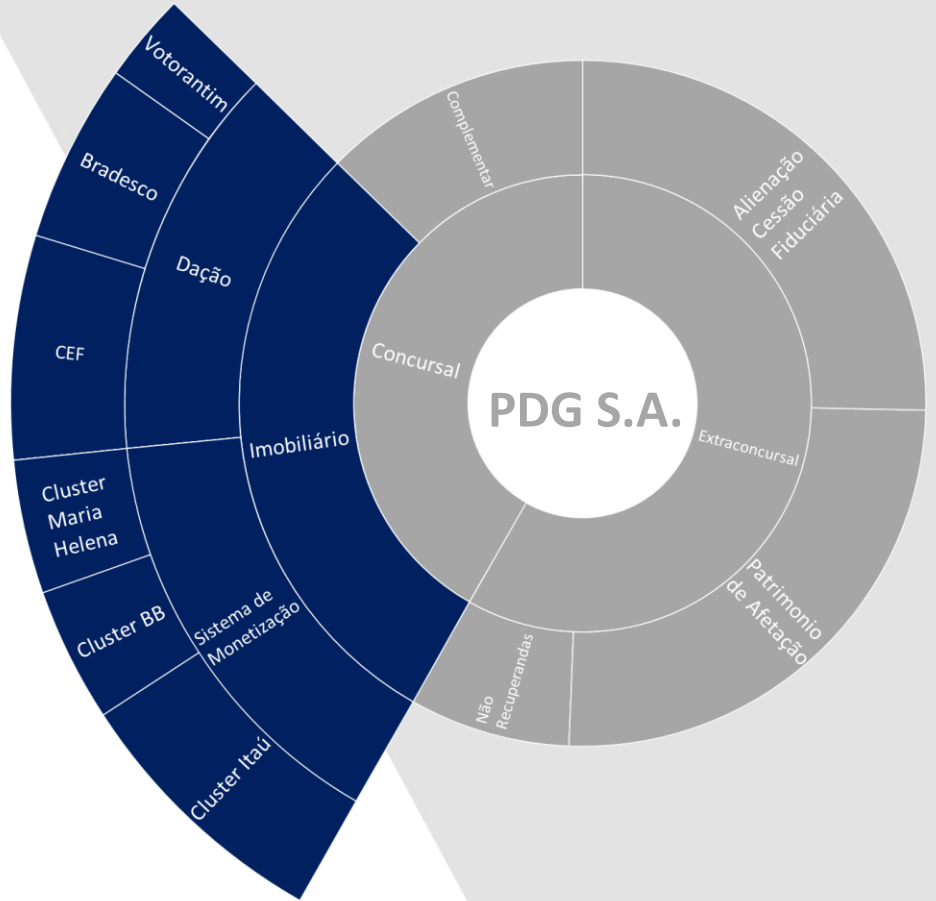 Votorantim
Bradesco
CEF
Cluster
Maria
Helena
Cluster BB
Cluster Itaú
Dação
Sistema de
Monetização
Imobiliário
Complementar
Concursal
PDG S.A.
Extraconcursal
Alienação
Cessão
Fiduciária
Patrimonio
de Afetação
Não
Recuperandas